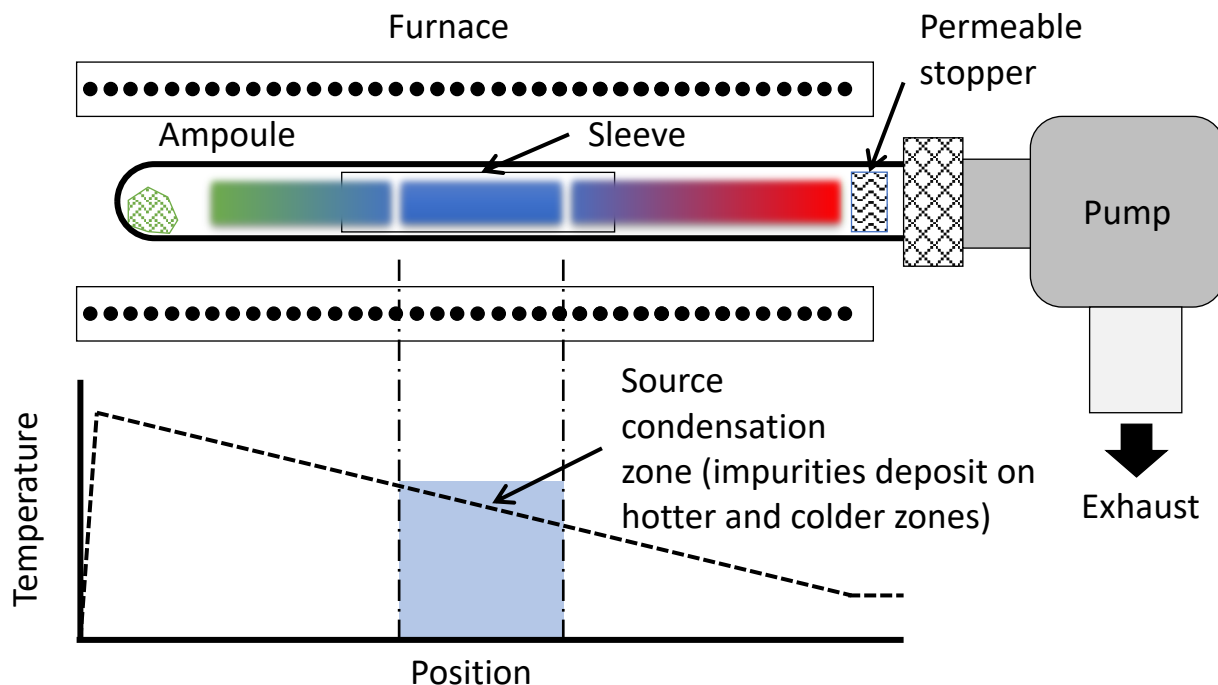 Furnace
Permeable
stopper
Ampoule
Sleeve
Pump
Source
condensation
zone (impurities deposit on
hotter and colder zones)
Exhaust
Temperature
Position